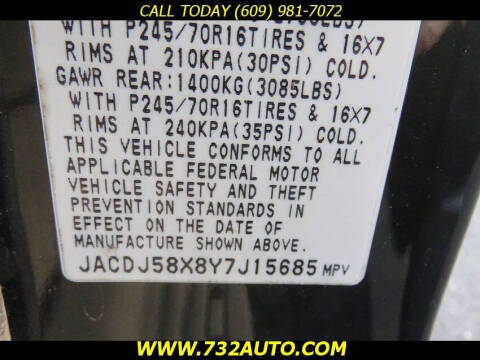 CALL TODAY (609) 981-7072
WITH P245/70R16TIRES & 16X7
RIMS AT 210KPA(30PSI) COLD.
GAWR REAR:1400KG(3085LBS)
WITH P245/70R16TIRES & 16X7
RIMS AT 240KPA(35PSI) COLD.
THIS VEHICLE CONFORMS TO ALL
APPLICABLE FEDERAL MOTOR
VEHICLE SAFETY AND THEFT
PREVENTION STANDARDS IN
EFFECT ON THE DATE OF
MANUFACTURE SHOWN ABOVE.
JACDJ58X8Y7J15685 MPV
WWW.732AUTO.COM